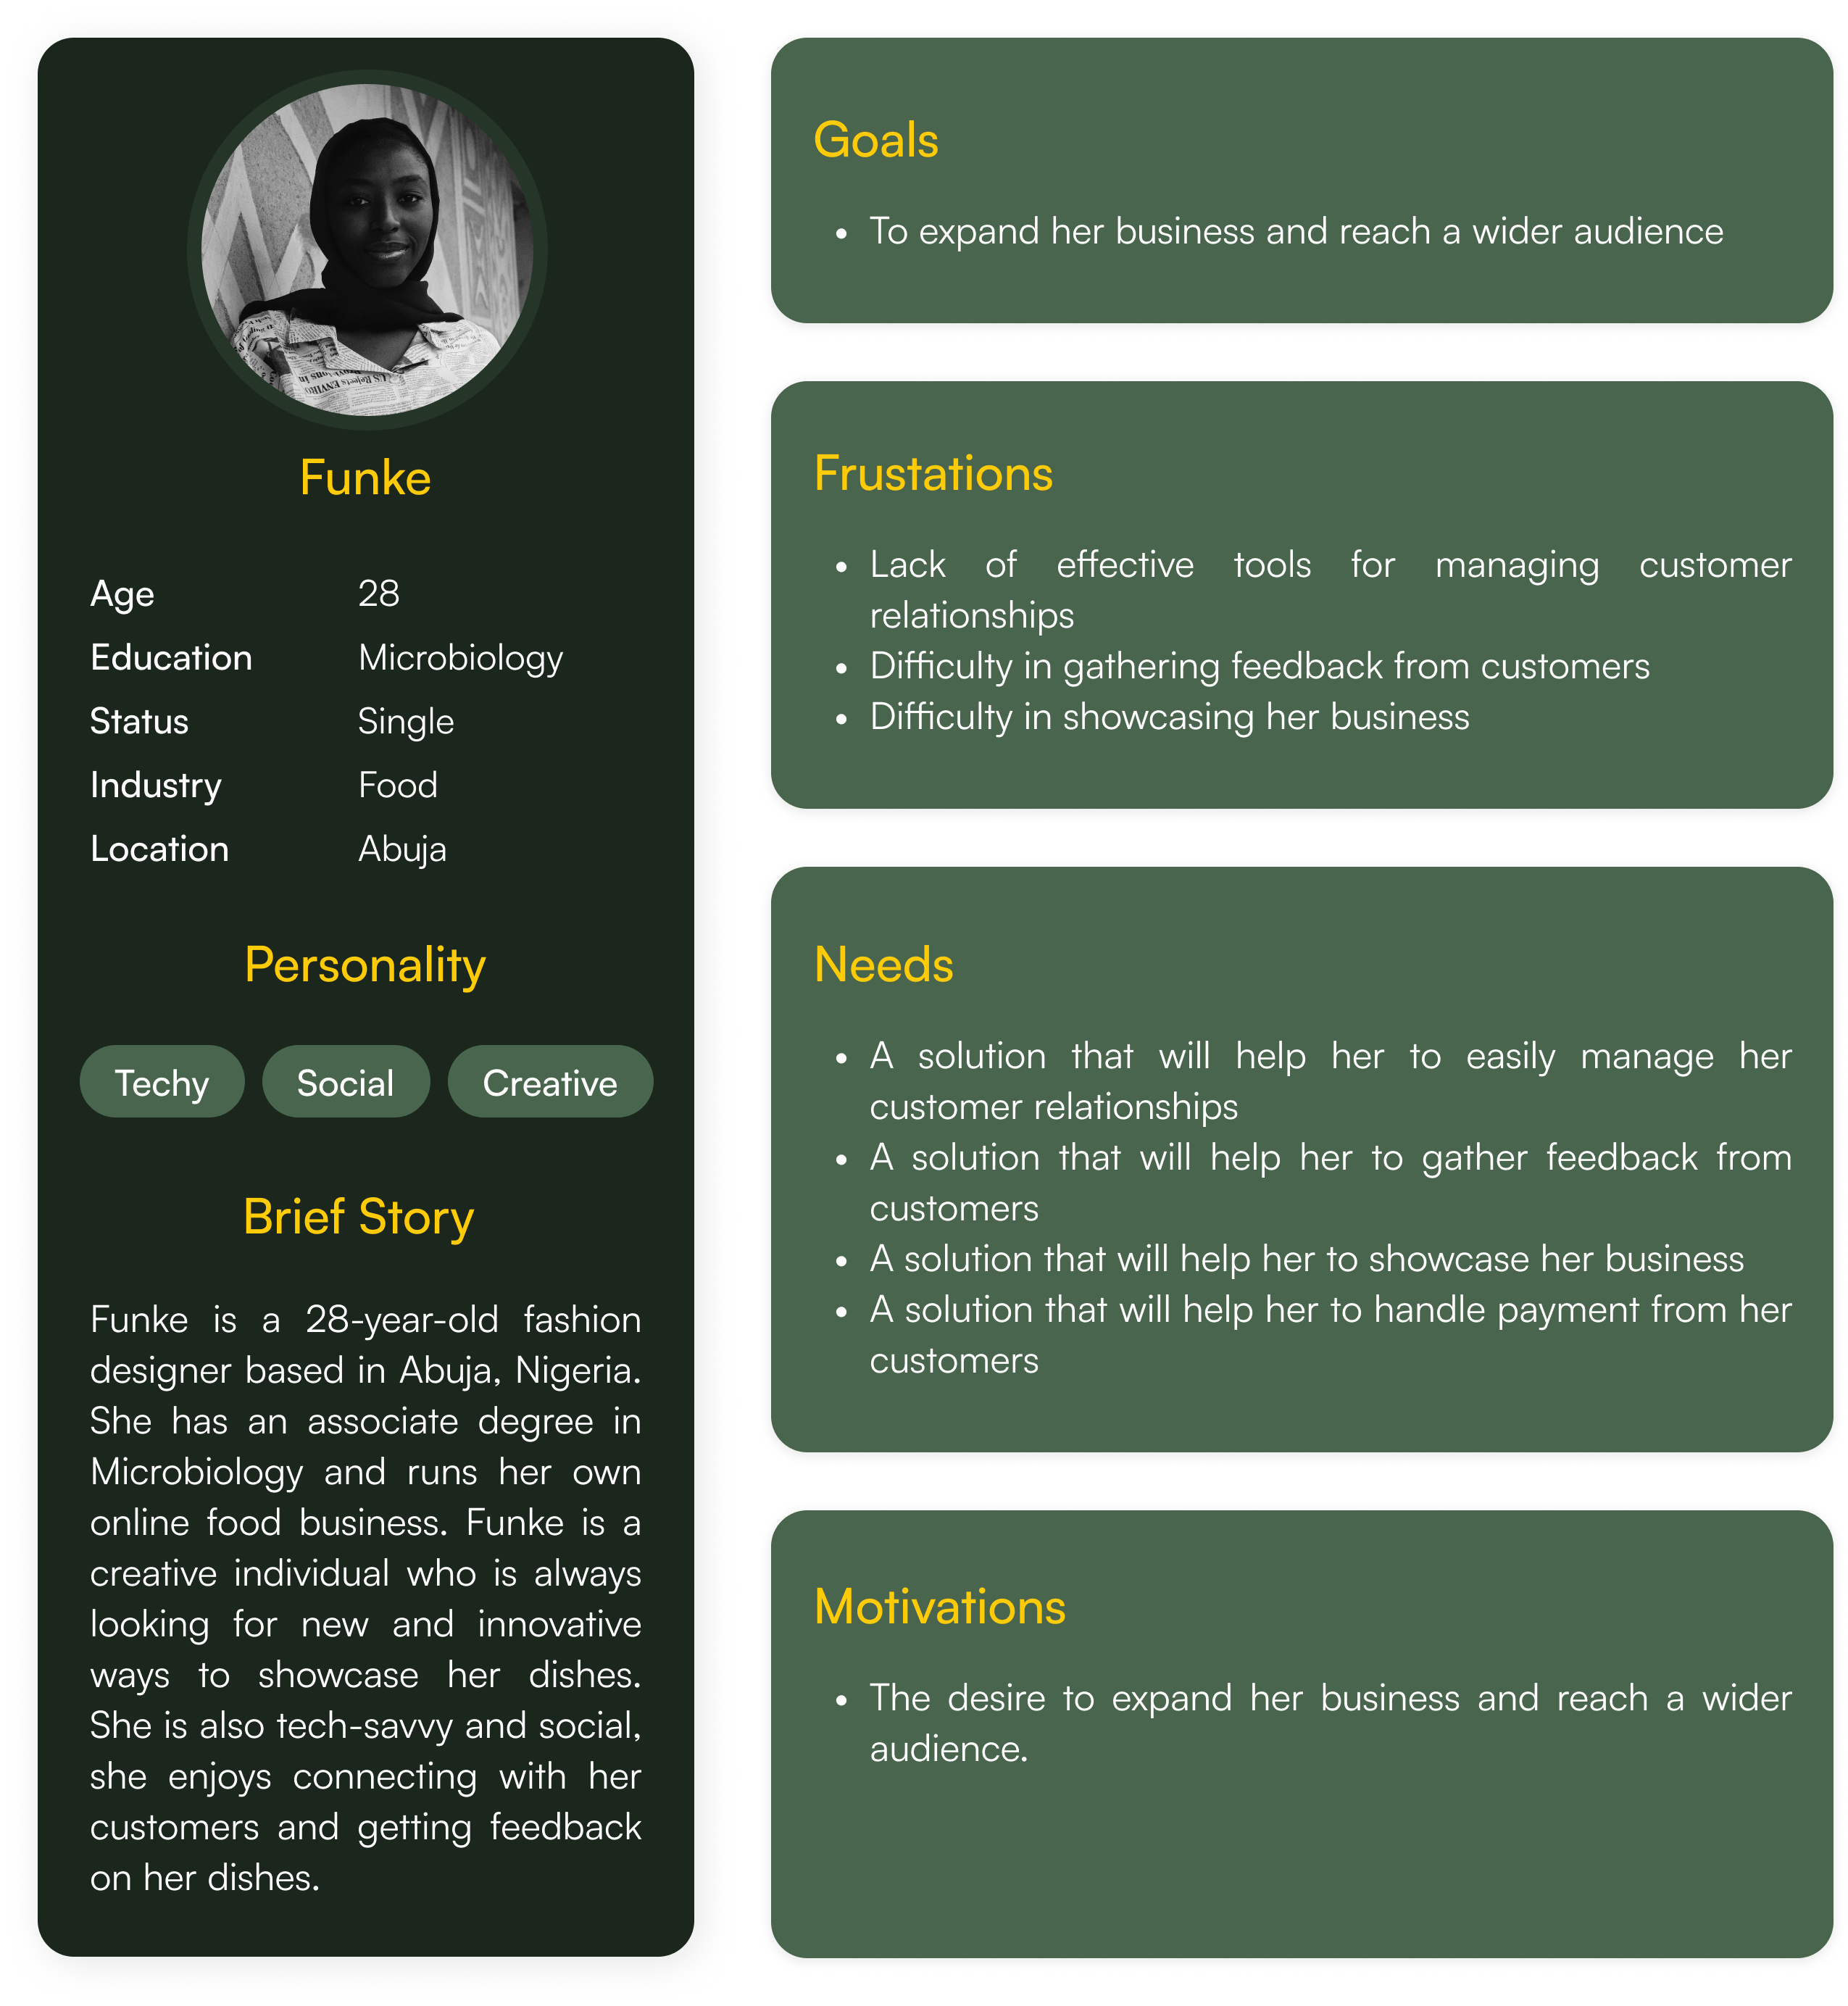 Funke
Age 28
Education Microbiology
Status Single
Industry Food
Location Abuja
Personality
Techy Social Creative
Brief Story
Funke is a 28-year-old fashion
designer based in Abuja, Nigeria.
She has an associate degree in
Microbiology and runs her own
online food business. Funke is a
creative individual who is always
looking for new and innovative
ways to showcase her dishes.
She is also tech-savvy and social,
she enjoys connecting with her
customers and getting feedback
on her dishes.
Goals
• To expand her business and reach a wider audience
Frustations
• Lack of effective tools for managing customer
relationships
• Difficulty in gathering feedback from customers
• Difficulty in showcasing her business
Needs
• A solution that will help her to easily manage her
customer relationships
• A solution that will help her to gather feedback from
customers
• A solution that will help her to showcase her business
• A solution that will help her to handle payment from her
customers
Motivations
• The desire to expand her business and reach a wider
audience.